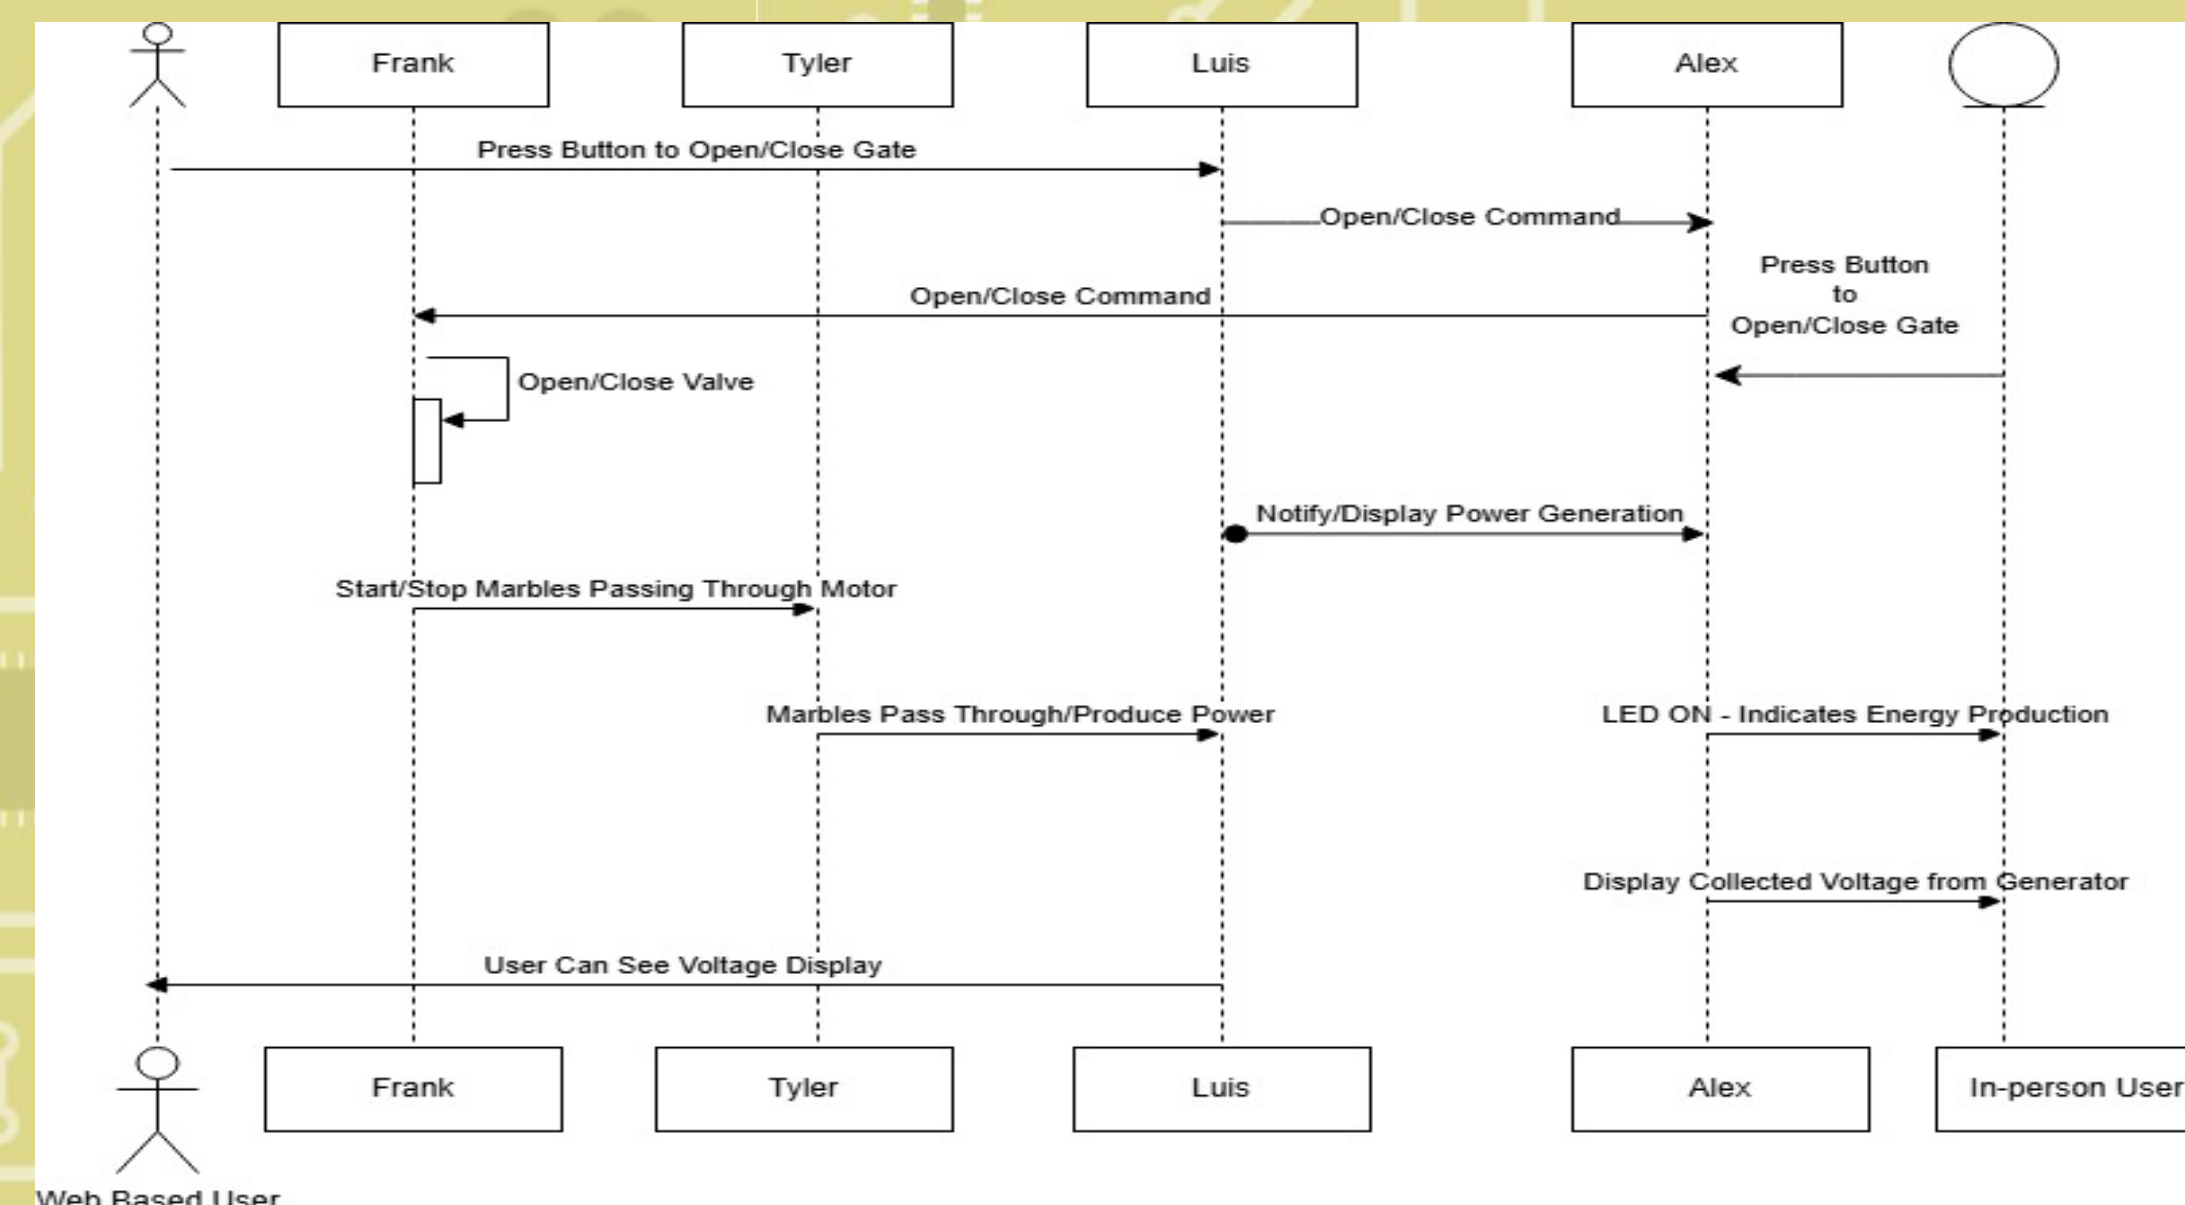 Frank
Tyler
Luis
Alex
Press Button to Open/Close Gate
Open/Close Command
Press Button
to
Open/Close Gate
Open/Close Command
Open/Close Valve
Notify/Display Power Generation
Start/Stop Marbles Passing Through Motor
Marbles Pass Through/Produce Power
LED ON - Indicates Energy Production
Display Collected Voltage from Generator
User Can See Voltage Display
Frank
Tyler
Luis
Alex
In-person User
Web Based User